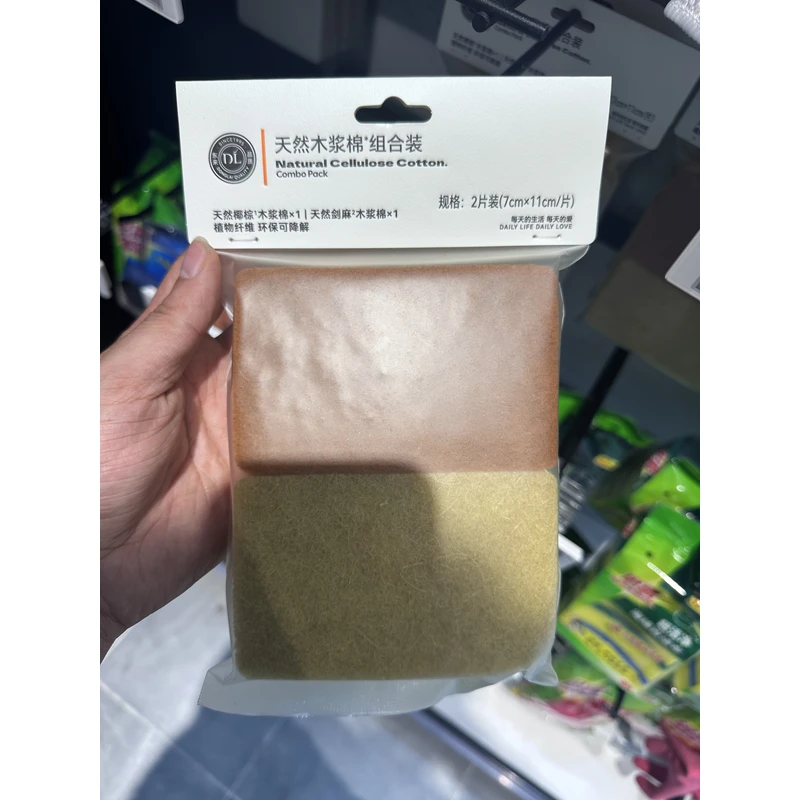 SINCE1995
DL
天然木浆棉*组合装
Natural Cellulose Cotton.
Combo Pack
规格：2片装(7cm×11cm/片)
天然椰棕¹木浆棉×1 | 天然剑麻²木浆棉×1
植物纤维 环保可降解
每天的生活 每天的爱
DAILY LIFE DAILY LOVE